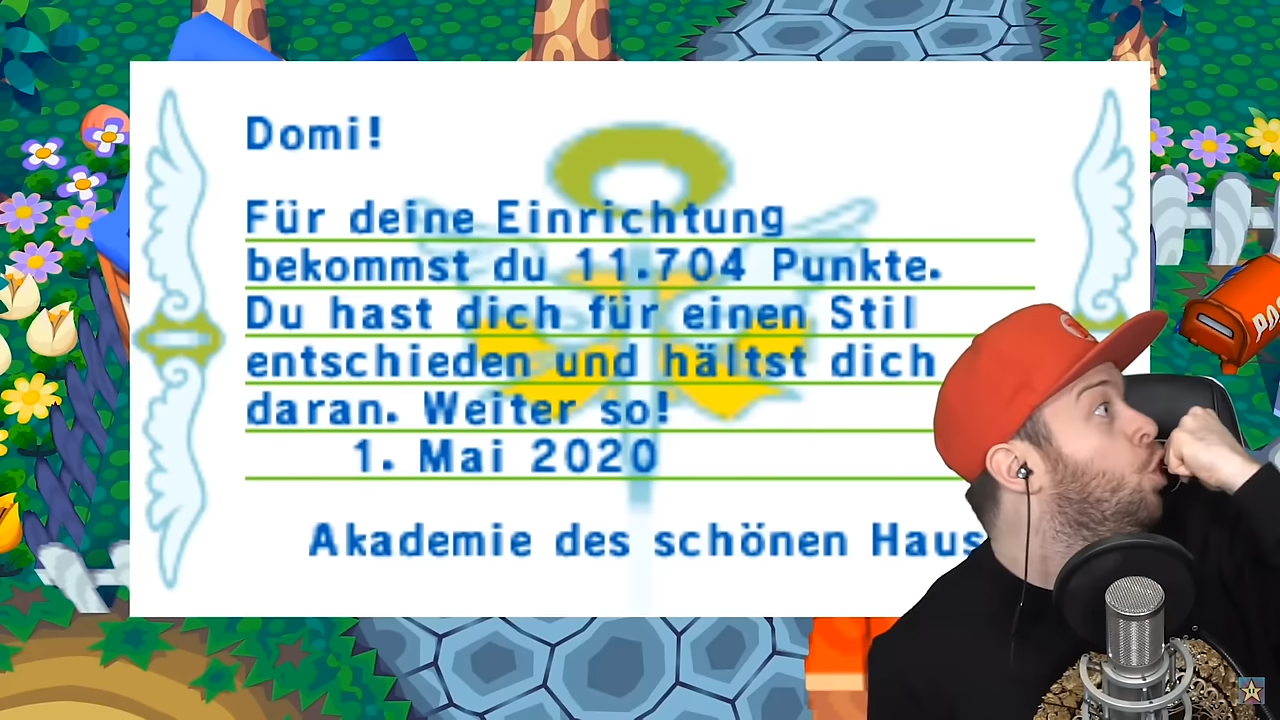 Domi!
Für deine Einrichtung
bekommst du 11.704 Punkte.
Du hast dich für einen Stil
entschieden und hältst dich
daran. Weiter so!
1. Mai 2020
Akademie des schönen Haus